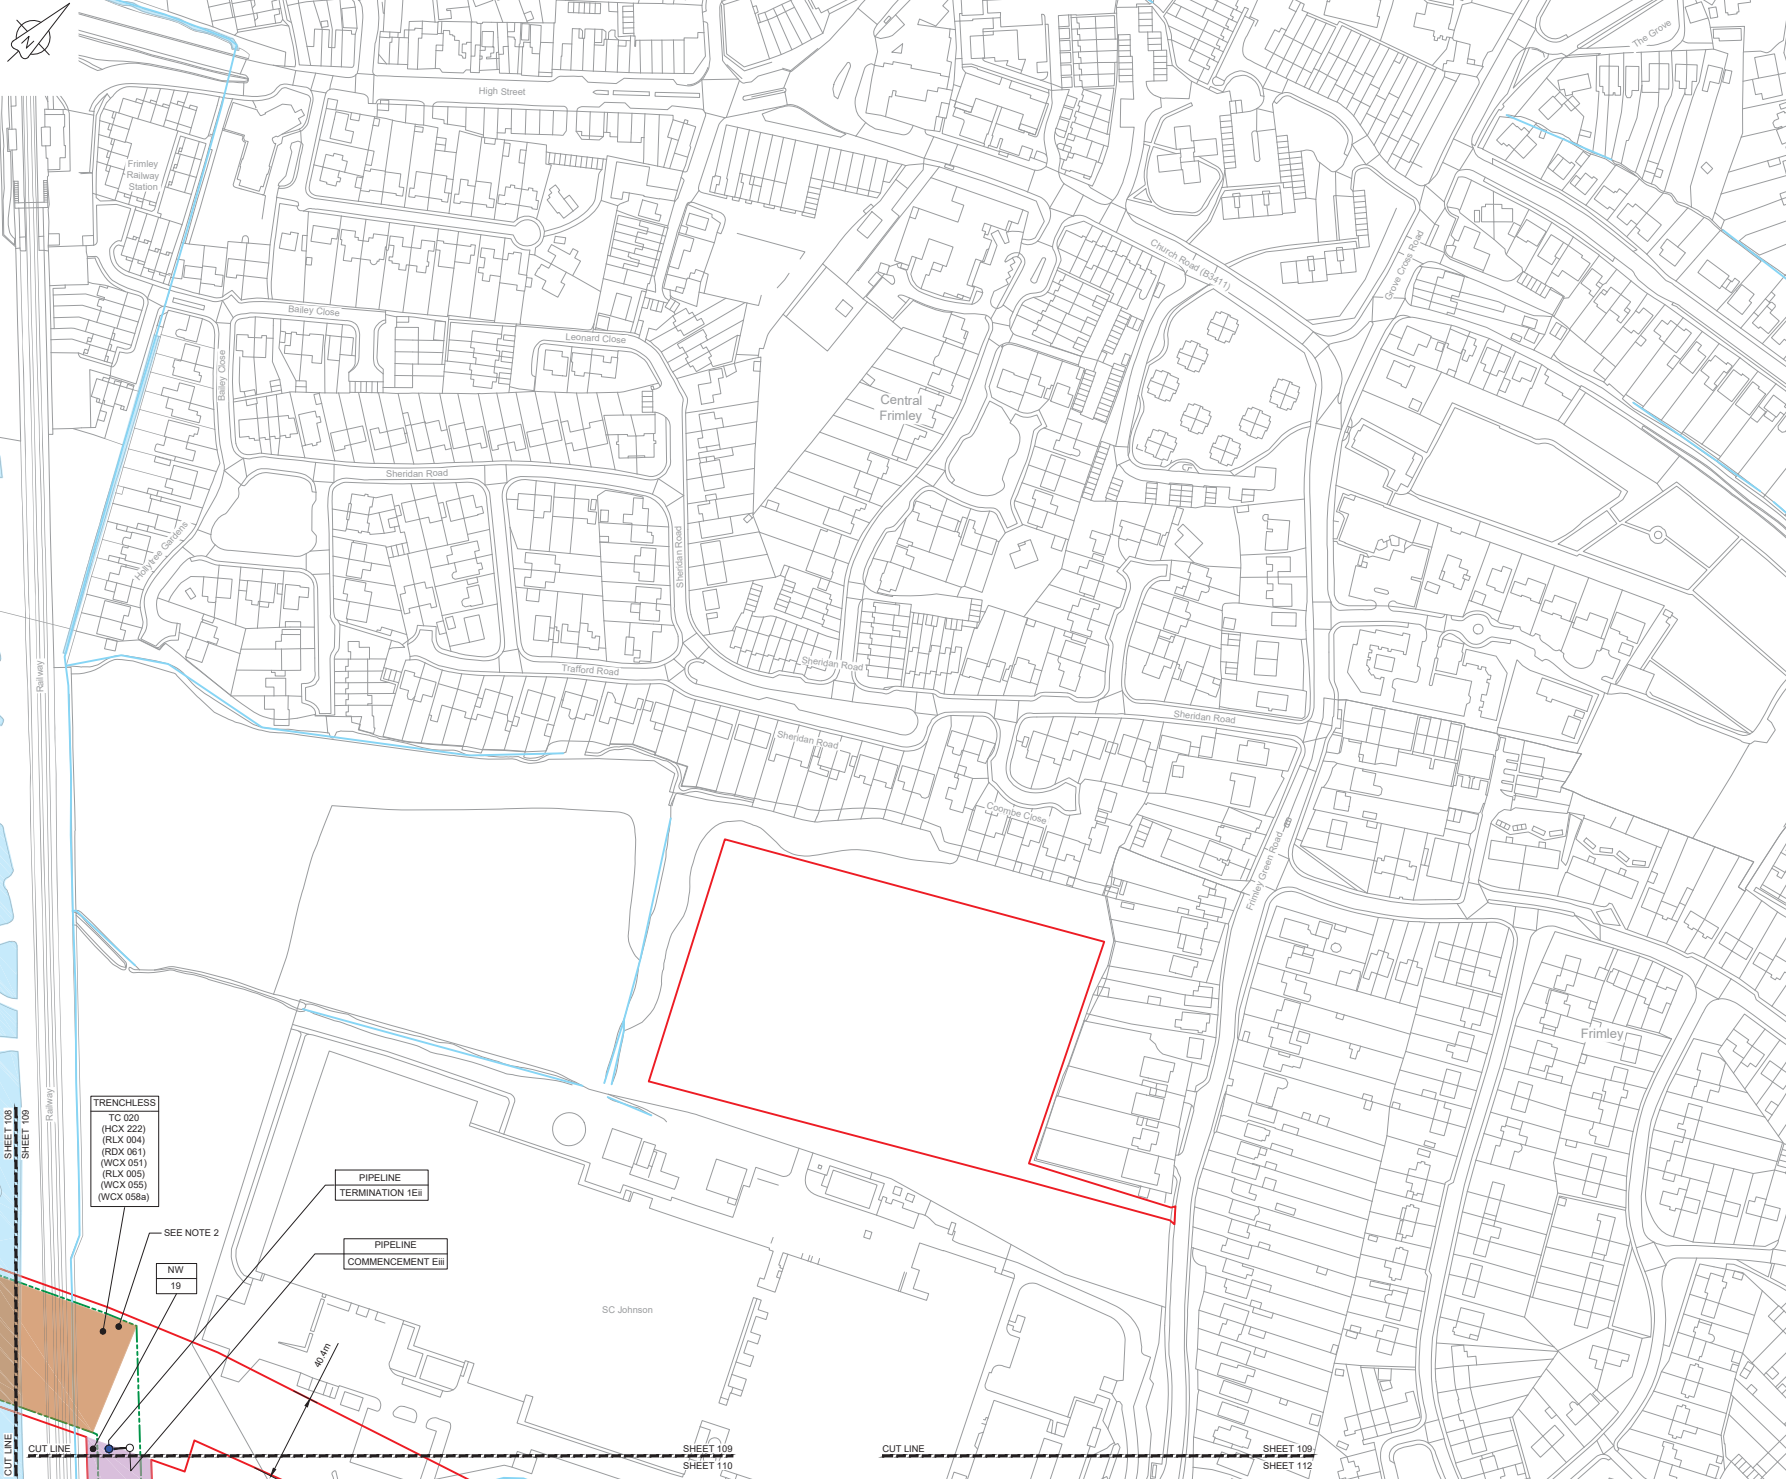 N
The Grove
High Street
Frimley
Railway
Station
Church Road (B3411)
Grove Cross Road
Bailey Close
Leonard Close
Bailey Close
Central
Frimley
Sheridan Road
Hollytree Gardens
Sheridan Road
Sheridan Road
Trafford Road
Railway
Sheridan Road
Sheridan Road
Coombe Close
Frimley Green Road
Frimley
Railway
SHEET 108
SHEET 109
TRENCHLESS
TC 020
(HCX 222)
(RLX 004)
(RDX 061)
(WCX 051)
(RLX 005)
(WCX 055)
(WCX 058a)
PIPELINE
TERMINATION 1Eii
SEE NOTE 2
PIPELINE
COMMENCEMENT Eiii
NW
19
SC Johnson
40.4m
CUT LINE
CUT LINE
SHEET 109
SHEET 110
CUT LINE
SHEET 109
SHEET 112